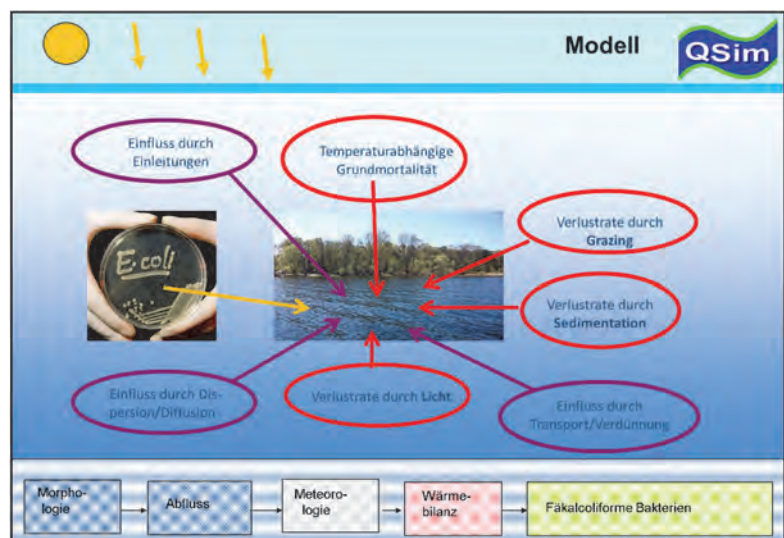 Modell
QSim
Einfluss durch
Einleitungen
Temperaturabhängige
Grundmortalität
Verlustrate durch
Grazing
E.coli
Verlustrate durch
Sedimentation
Einfluss durch Dis-
persion/Diffusion
Verlustrate durch Licht
Einfluss durch
Transport/Verdünnung
Morpho-
logie
Abfluss
Meteoro-
logie
Wärme-
bilanz
Fäkalcoliforme Bakterien